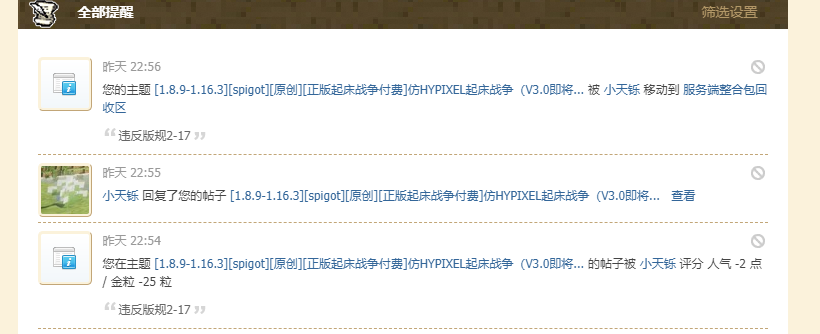 全部提醒 筛选设置
昨天 22:56
您的主题 [1.8.9-1.16.3][spigot][原创][正版起床战争付费]仿HYPIXEL起床战争（V3.0即将... 被 小天铄 移动到 服务端整合包回
收区
“ 违反版规2-17 ”
昨天 22:55
小天铄 回复了您的帖子 [1.8.9-1.16.3][spigot][原创][正版起床战争付费]仿HYPIXEL起床战争（V3.0即将... 查看
昨天 22:54
您在主题 [1.8.9-1.16.3][spigot][原创][正版起床战争付费]仿HYPIXEL起床战争（V3.0即将... 的帖子被 小天铄 评分 人气 -2 点
/ 金粒 -25 粒
“ 违反版规2-17 ”